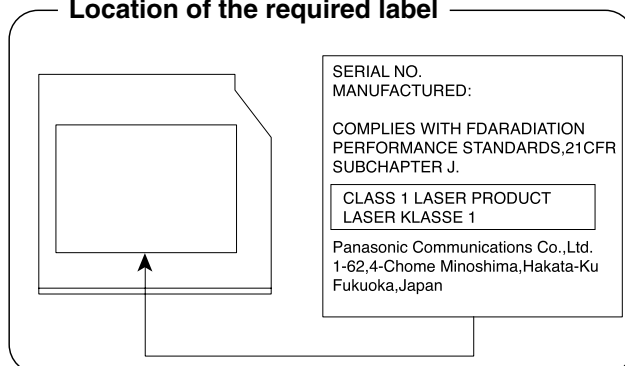 Location of the required label
SERIAL NO.
MANUFACTURED:
COMPLIES WITH FDARADIATION
PERFORMANCE STANDARDS,21CFR
SUBCHAPTER J.
CLASS 1 LASER PRODUCT
LASER KLASSE 1
Panasonic Communications Co.,Ltd.
1-62,4-Chome Minoshima,Hakata-Ku
Fukuoka,Japan